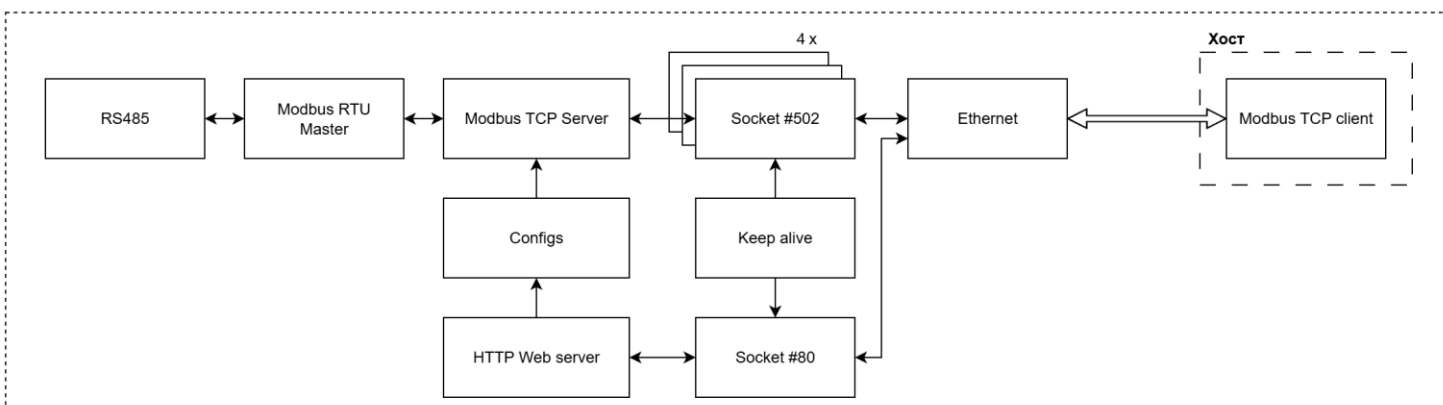 4 x
Хост
RS485
Modbus RTU
Master
Modbus TCP Server
Socket #502
Ethernet
Modbus TCP client
Configs
Keep alive
HTTP Web server
Socket #80